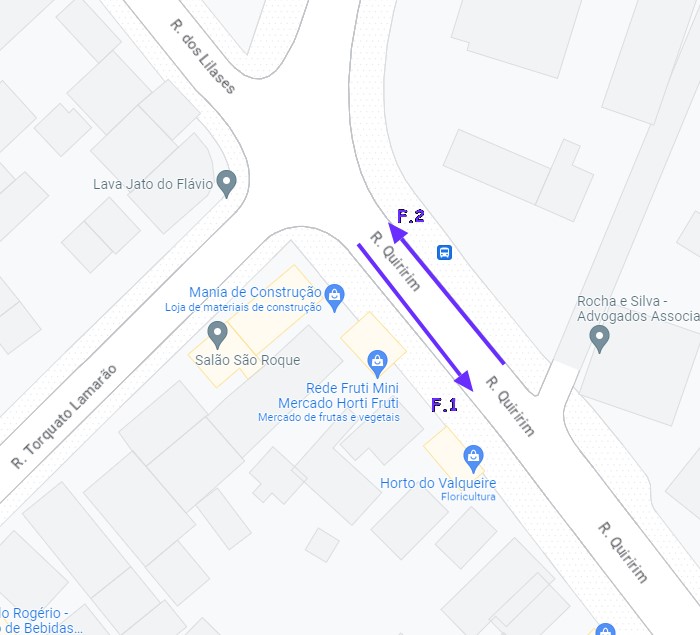 R. dos Lilases
Lava Jato do Flávio
F.2
R. Quiririm
Mania de Construção
Loja de materiais de construção
Rocha e Silva -
Advogados Associa
Salão São Roque
R. Torquato Lamarão
Rede Fruti Mini
Mercado Horti Fruti
Mercado de frutas e vegetais
F.1
R. Quiririm
Horto do Valqueire
Floricultura
R. Quiririm
lo Rogério -
o de Bebidas...